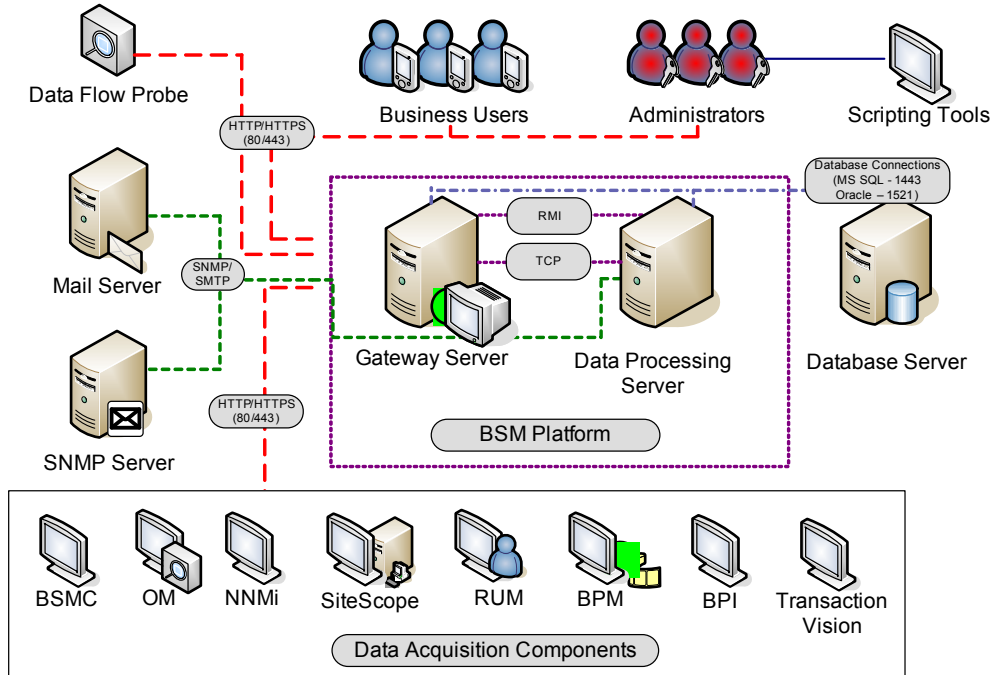 Data Flow Probe
Business Users
Administrators
Scripting Tools
HTTP/HTTPS
(80/443)
Database Connections
(MS SQL - 1443
Oracle – 1521)
Mail Server
SNMP/
SMTP
RMI
TCP
Gateway Server
Data Processing
Server
Database Server
SNMP Server
HTTP/HTTPS
(80/443)
BSM Platform
BSMC
OM
NNMi
SiteScope
RUM
BPM
BPI
Transaction
Vision
Data Acquisition Components